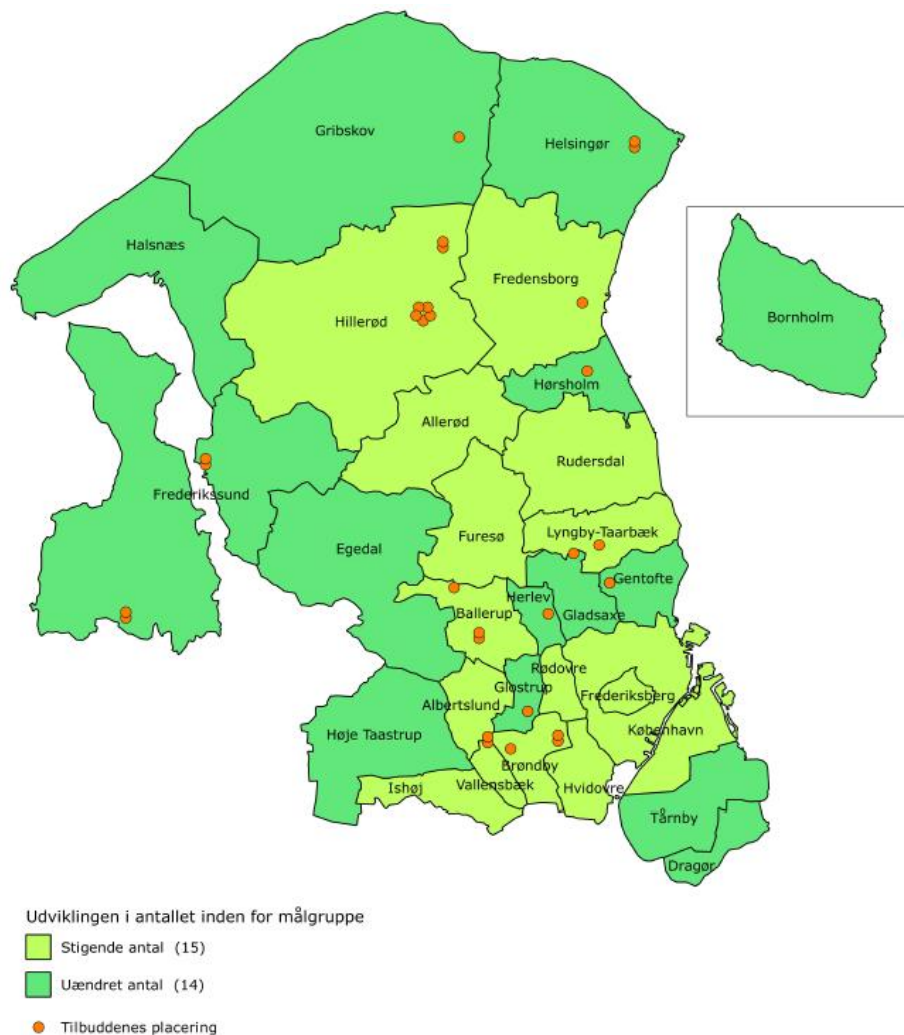 Gribskov
Helsingør
Halsnæs
Fredensborg
Hillerød
Bornholm
Hørsholm
Allerød
Rudersdal
Frederikssund
Furesø
Lyngby-Taarbæk
Egedal
Gentofte
Herlev
Ballerup
Gladsaxe
Rødovre
Glostrup
Frederiksberg
Albertslund
København
Høje Taastrup
Brøndby
Ishøj
Vallensbæk
Hvidovre
Tårnby
Dragør
Udviklingen i antallet inden for målgruppe
Stigende antal (15)
Uændret antal (14)
Tilbuddenes placering